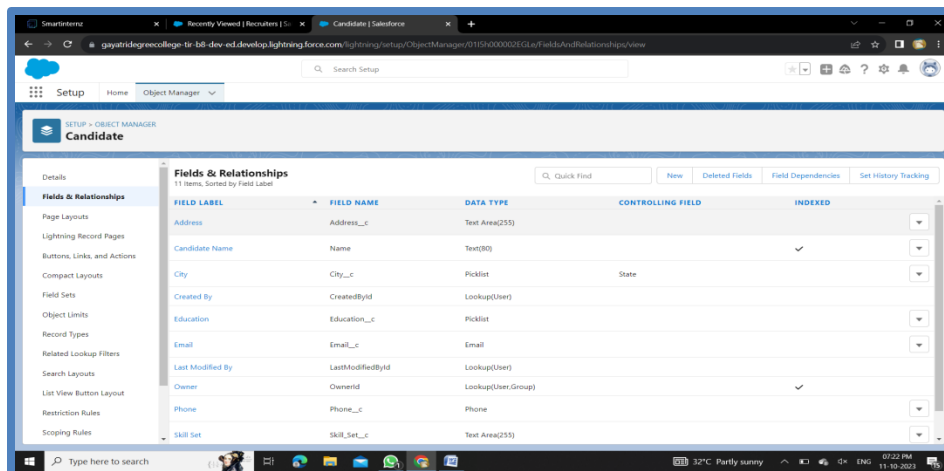 Smartinternz
Recently Viewed | Recruiters | Sa
Candidate | Salesforce
gayatridegreecollege-tir-b8-dev-ed.develop.lightning.force.com/lightning/setup/ObjectManager/01ISh000002EGLe/FieldsAndRelationships/view
Search Setup
Setup Home Object Manager
SETUP > OBJECT MANAGER
Candidate
Details
Fields & Relationships
Page Layouts
Lightning Record Pages
Buttons, Links, and Actions
Compact Layouts
Field Sets
Object Limits
Record Types
Related Lookup Filters
Search Layouts
List View Button Layout
Restriction Rules
Scoping Rules
Fields & Relationships
11 Items, Sorted by Field Label
Quick Find New Deleted Fields Field Dependencies Set History Tracking
FIELD LABEL FIELD NAME DATA TYPE CONTROLLING FIELD INDEXED
Address Address__c Text Area(255)
Candidate Name Name Text(80)
City City__c Picklist State
Created By CreatedById Lookup(User)
Education Education__c Picklist
Email Email__c Email
Last Modified By LastModifiedById Lookup(User)
Owner OwnerId Lookup(User,Group)
Phone Phone__c Phone
Skill Set Skill_Set__c Text Area(255)
Type here to search
32°C Partly sunny
ENG
07:22 PM
11-10-2023